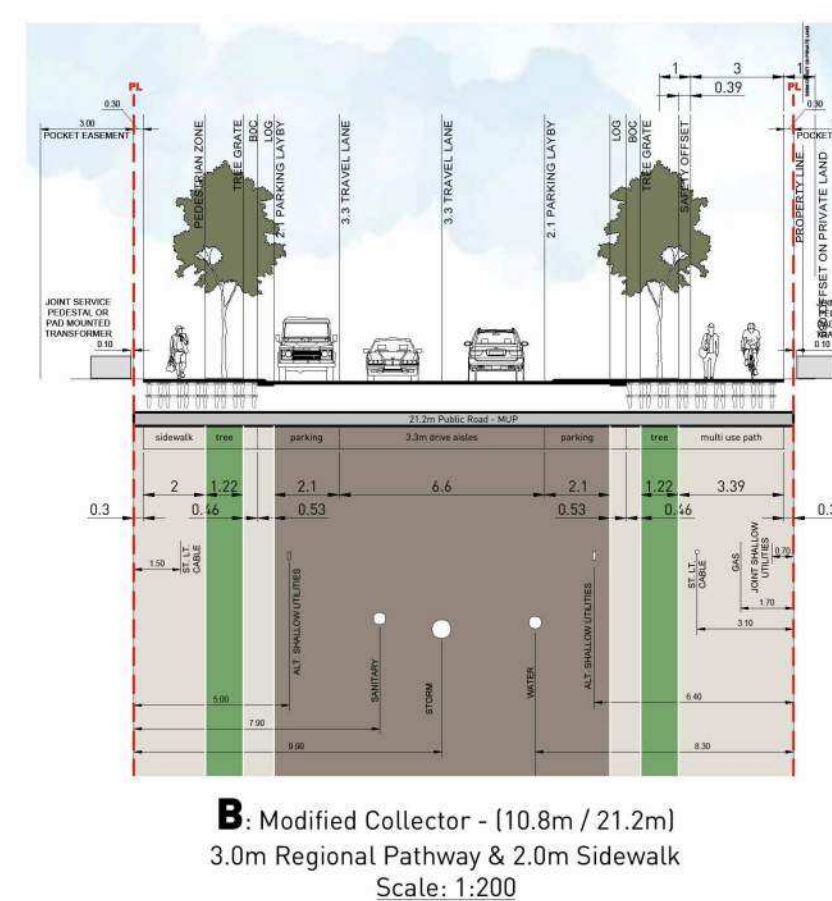 1
3
1
0.39
PL
PL
0.30
0.30
3.00
POCKET EASEMENT
POCKET
PEDESTRIAN ZONE
TREE GRATE
BOC
LOG
2.1 PARKING LAYBY
3.3 TRAVEL LANE
3.3 TRAVEL LANE
2.1 PARKING LAYBY
LOG
BOC
TREE GRATE
SAFETY OFFSET
PROPERTY LINE
OFFSET ON PRIVATE LAND
JOINT SERVICE
PEDESTAL OR
PAD MOUNTED
TRANSFORMER
0.10
0.10
21.2m Public Road - MUP
sidewalk
tree
parking
3.3m drive aisles
parking
tree
multi use path
2
1.22
2.1
6.6
2.1
1.22
3.39
0.3
0.46
0.53
0.53
0.46
0.3
1.50
ST. LT.
CABLE
ALT. SHALLOW UTILITIES
SANITARY
STORM
WATER
ALT. SHALLOW UTILITIES
ST. LT.
CABLE
GAS
JOINT SHALLOW
UTILITIES
0.70
1.70
3.10
5.00
6.40
7.90
9.90
8.30
B: Modified Collector - (10.8m / 21.2m)
3.0m Regional Pathway & 2.0m Sidewalk
Scale: 1:200